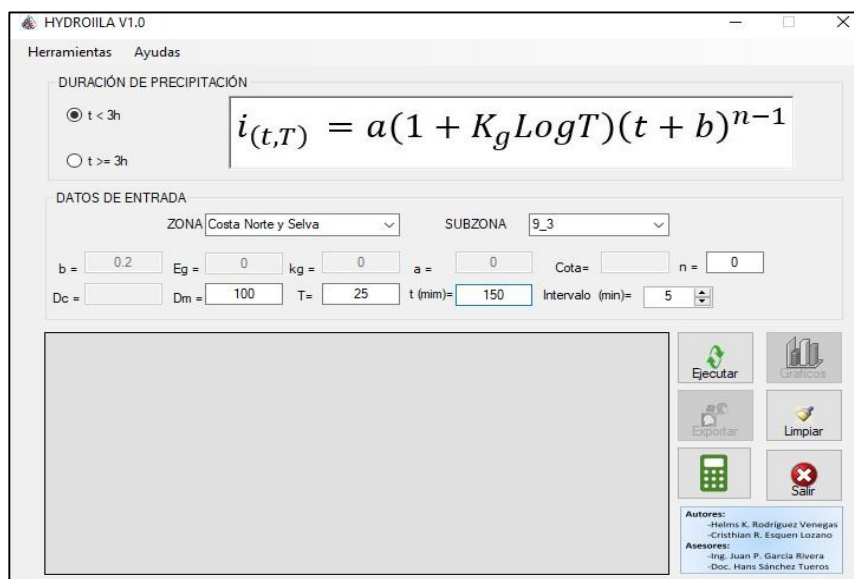 HYDROIILA V1.0
Herramientas Ayudas
DURACIÓN DE PRECIPITACIÓN
t < 3h
t >= 3h
i(t,T) = a(1 + KgLogT)(t + b)^n−1
DATOS DE ENTRADA
ZONA Costa Norte y Selva SUBZONA 9_3
b = 0.2 Eg = 0 kg = 0 a = 0 Cota= n = 0
Dc = Dm = 100 T= 25 t (mim)= 150 Intervalo (min)= 5
Ejecutar Graficos
Exportar Limpiar
Salir
Autores:
-Helms K. Rodríguez Venegas
-Cristhian R. Esquen Lozano
Asesores:
-Ing. Juan P. García Rivera
-Doc. Hans Sánchez Tueros